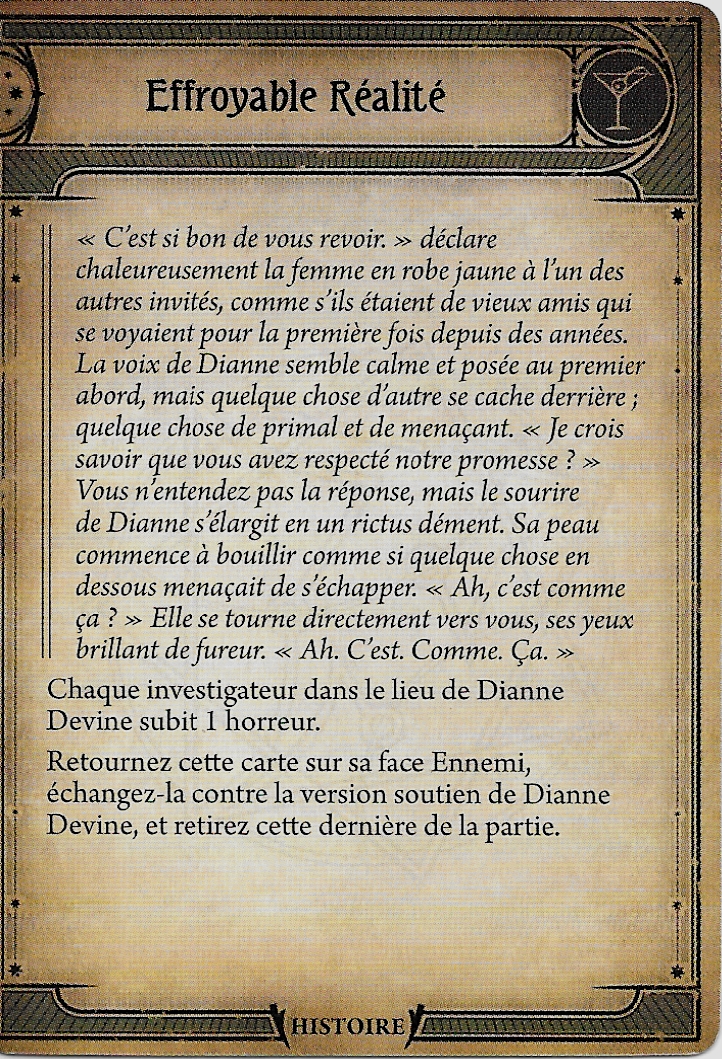 Effroyable Réalité
« C'est si bon de vous revoir. » déclare
chaleureusement la femme en robe jaune à l'un des
autres invités, comme s'ils étaient de vieux amis qui
se voyaient pour la première fois depuis des années.
La voix de Dianne semble calme et posée au premier
abord, mais quelque chose d'autre se cache derrière ;
quelque chose de primal et de menaçant. « Je crois
savoir que vous avez respecté notre promesse ? »
Vous n'entendez pas la réponse, mais le sourire
de Dianne s'élargit en un rictus dément. Sa peau
commence à bouillir comme si quelque chose en
dessous menaçait de s'échapper. « Ah, c'est comme
ça ? » Elle se tourne directement vers vous, ses yeux
brillant de fureur. « Ah. C'est. Comme. Ça. »
Chaque investigateur dans le lieu de Dianne
Devine subit 1 horreur.
Retournez cette carte sur sa face Ennemi,
échangez-la contre la version soutien de Dianne
Devine, et retirez cette dernière de la partie.
HISTOIRE